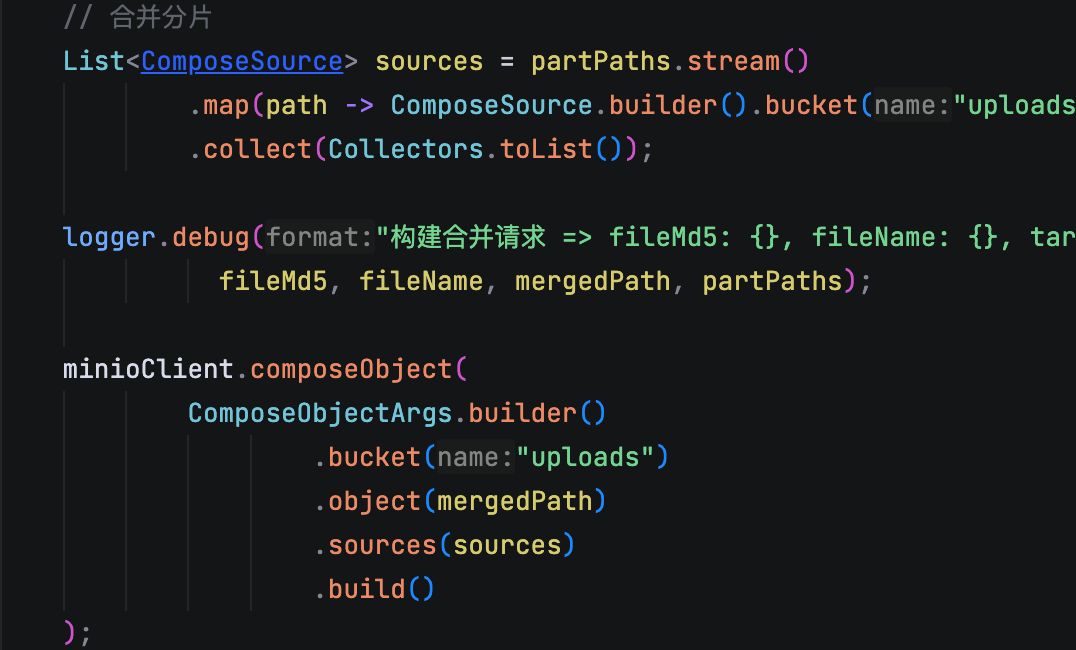 // 合并分片
List<ComposeSource> sources = partPaths.stream()
.map(path -> ComposeSource.builder().bucket(name:"uploads
.collect(Collectors.toList());
logger.debug(format:"构建合并请求 => fileMd5: {}, fileName: {}, tar
fileMd5, fileName, mergedPath, partPaths);
minioClient.composeObject(
ComposeObjectArgs.builder()
.bucket(name:"uploads")
.object(mergedPath)
.sources(sources)
.build()
);